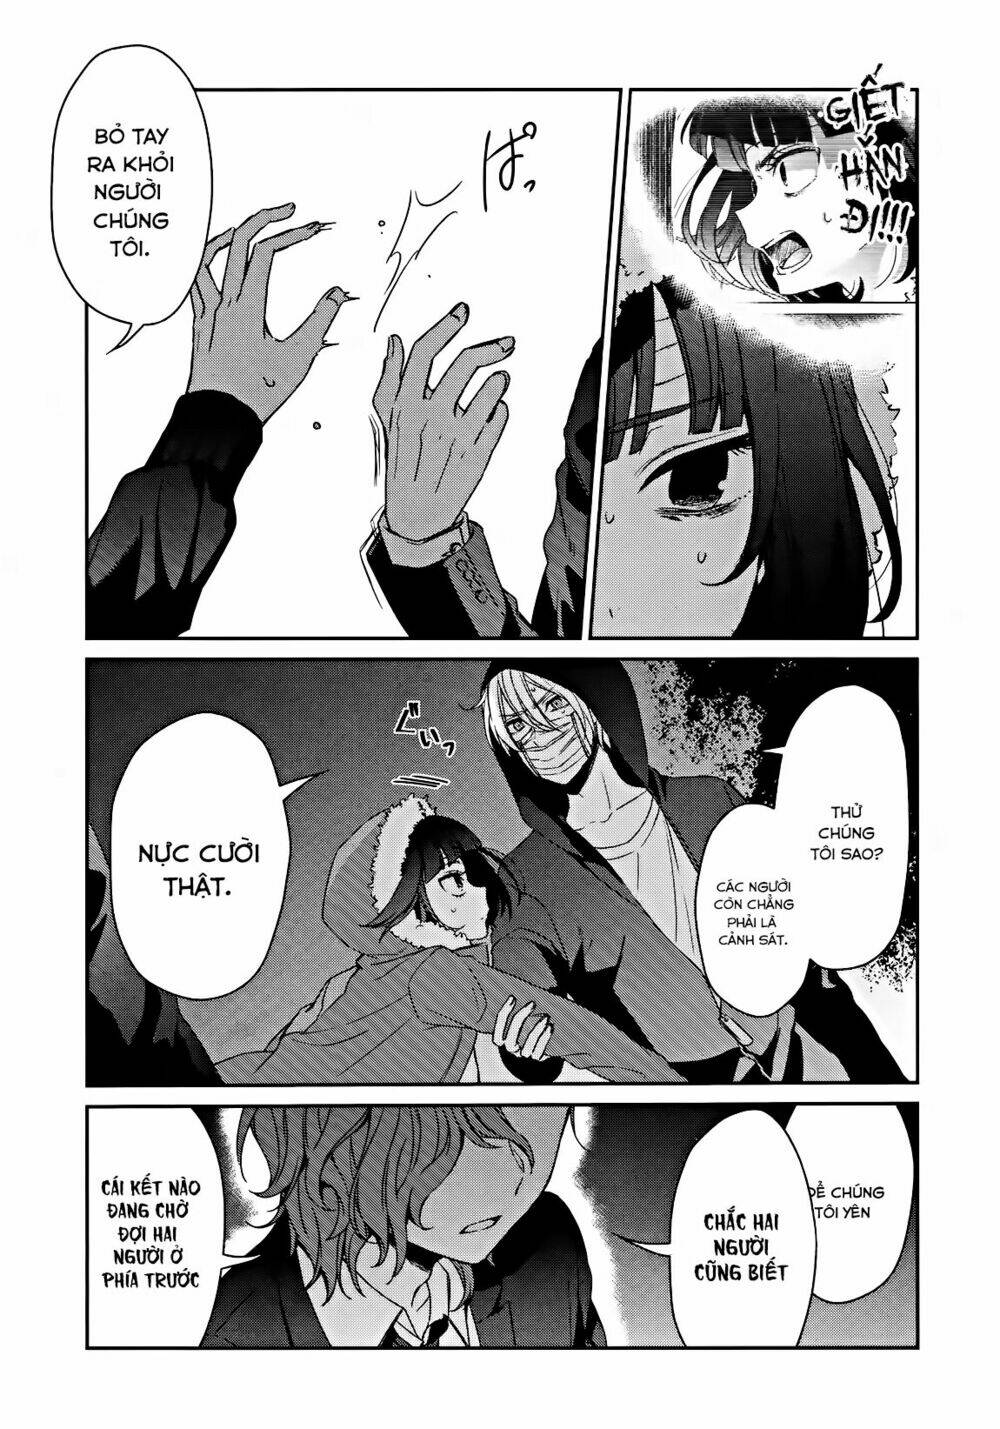 GIẾT
HẮN
ĐI!!!
ぱっ
BỎ TAY
RA KHỎI
NGƯỜI
CHÚNG
TÔI.
THỬ
CHÚNG
TÔI SAO?
CÁC NGƯỜI
CÒN CHẲNG
PHẢI LÀ
CẢNH SÁT.
ぐいっ
NỰC CƯỜI
THẬT.
ĐỂ CHÚNG
TÔI YÊN
CHẮC HAI
NGƯỜI
CŨNG BIẾT
CÁI KẾT NÀO
ĐANG CHỜ
ĐỢI HAI
NGƯỜI Ở
PHÍA TRƯỚC